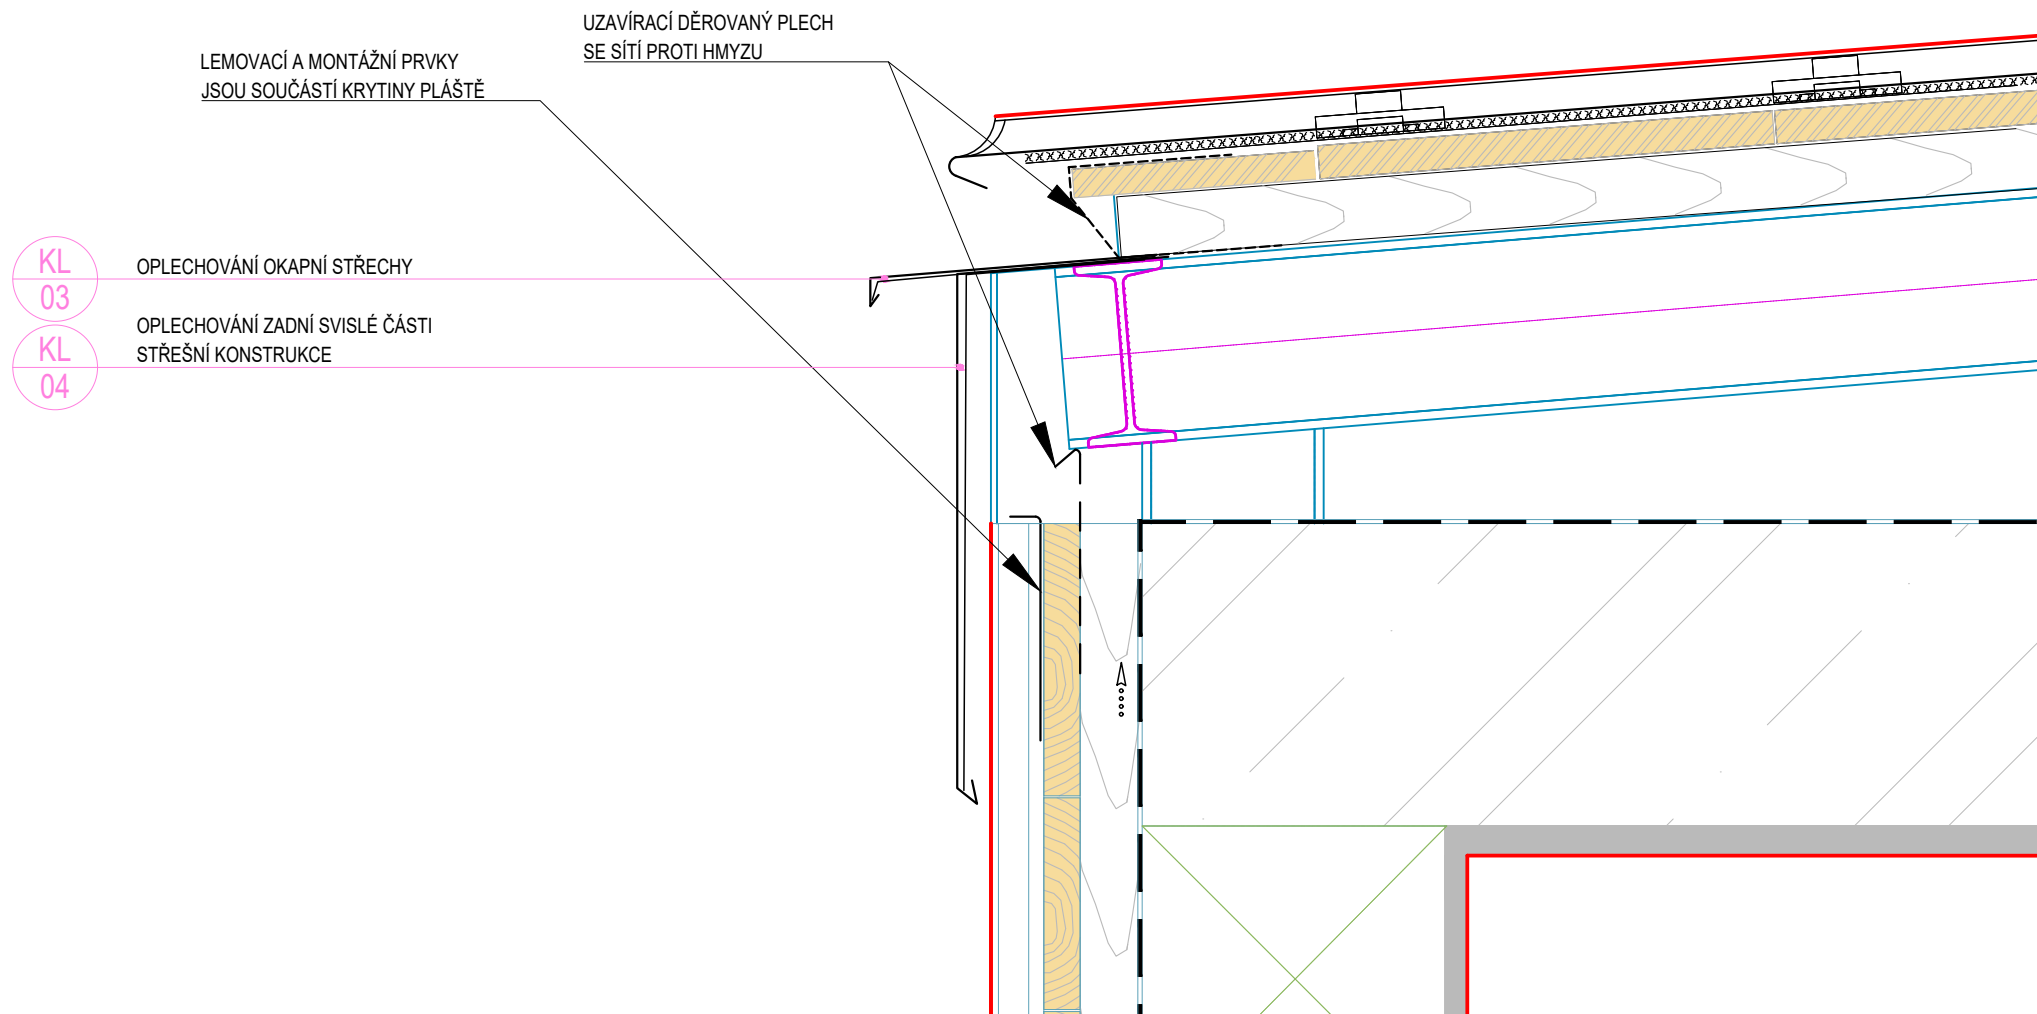 UZAVÍRACÍ DĚROVANÝ PLECH
SE SÍTÍ PROTI HMYZU
LEMOVACÍ A MONTÁŽNÍ PRVKY
JSOU SOUČÁSTÍ KRYTINY PLÁŠTĚ
KL
03
OPLECHOVÁNÍ OKAPNÍ STŘECHY
KL
04
OPLECHOVÁNÍ ZADNÍ SVISLÉ ČÁSTI
STŘEŠNÍ KONSTRUKCE